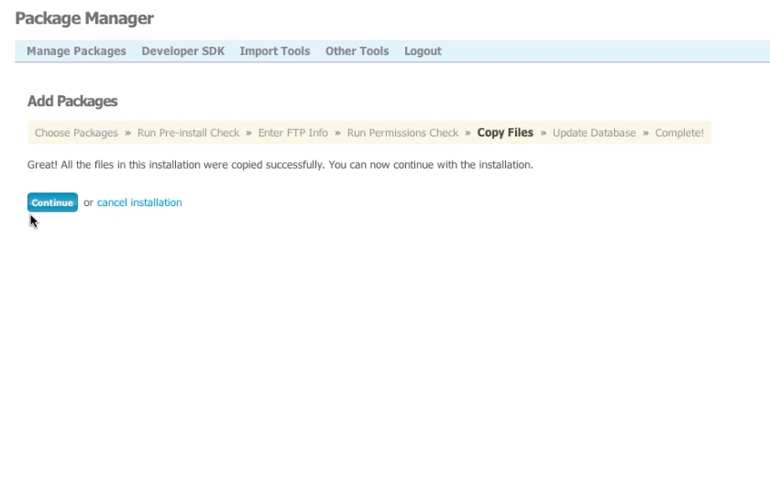 Package Manager
Manage Packages Developer SDK Import Tools Other Tools Logout
Add Packages
Choose Packages » Run Pre-install Check » Enter FTP Info » Run Permissions Check » Copy Files » Update Database » Complete!
Great! All the files in this installation were copied successfully. You can now continue with the installation.
Continue or cancel installation